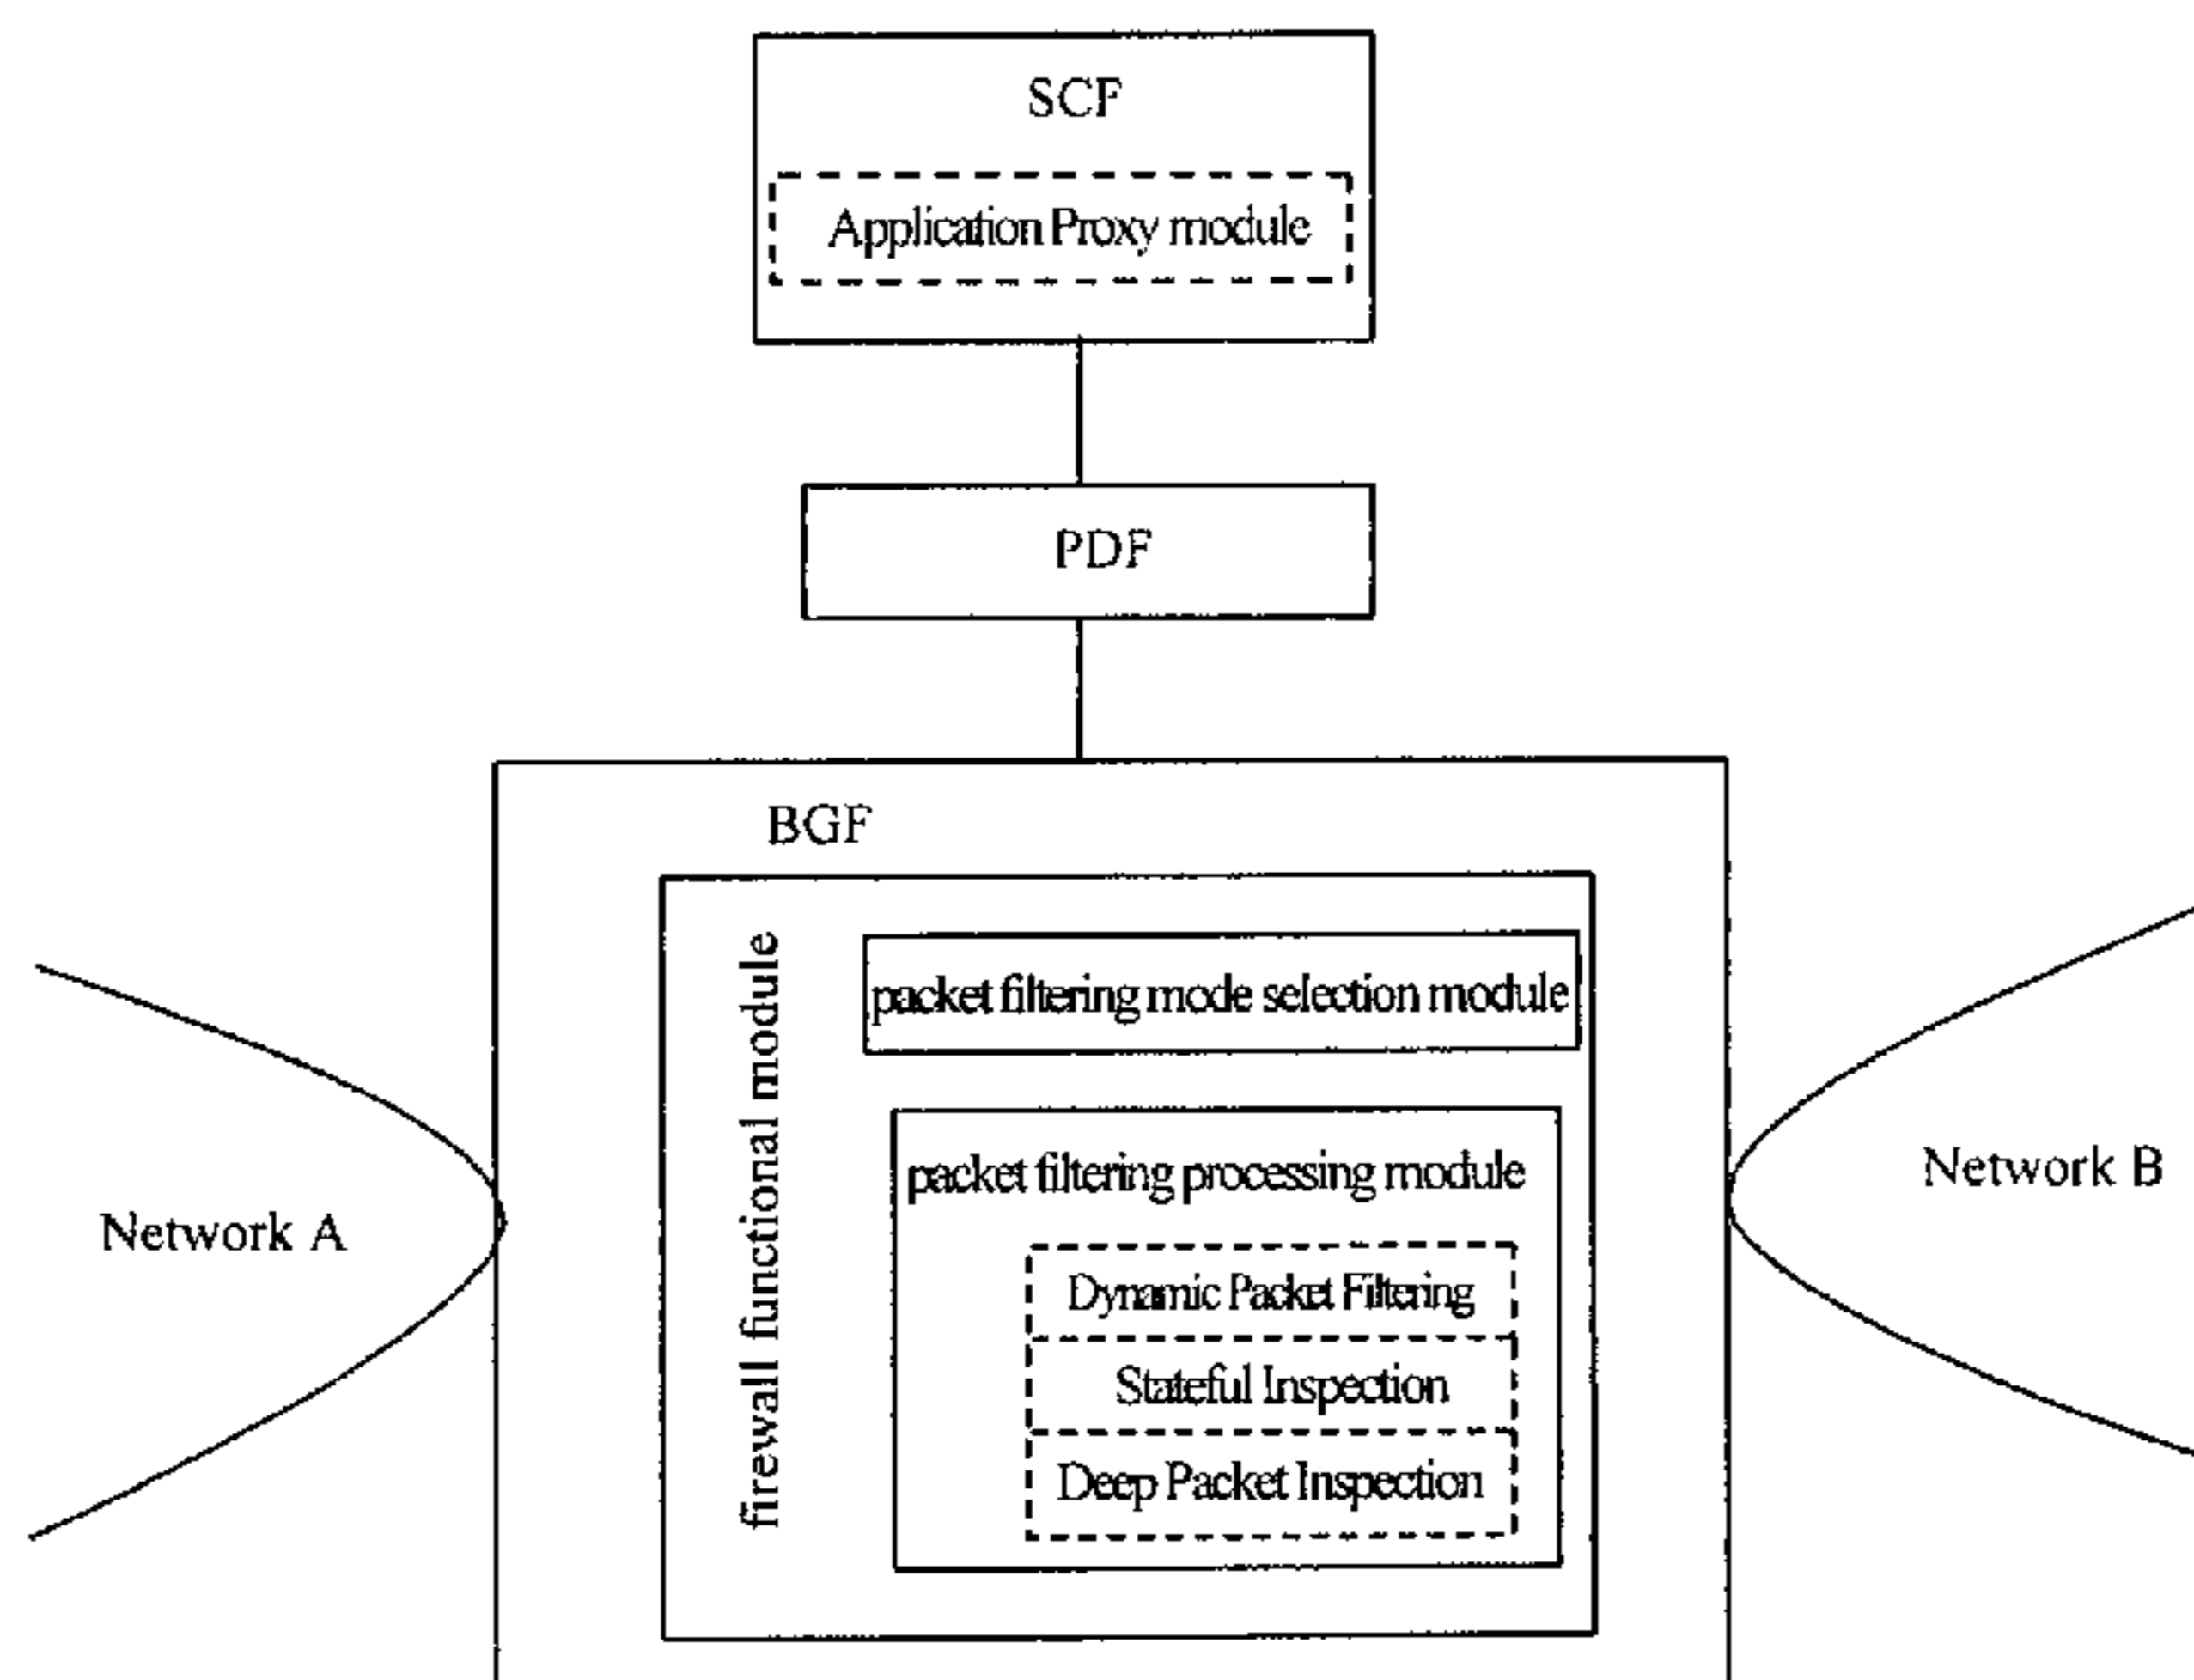 SCF
Application Proxy module
PDF
BGF
firewall functional module
packet filtering mode selection module
packet filtering processing module
Dynamic Packet Filtering
Stateful Inspection
Deep Packet Inspection
Network A
Network B